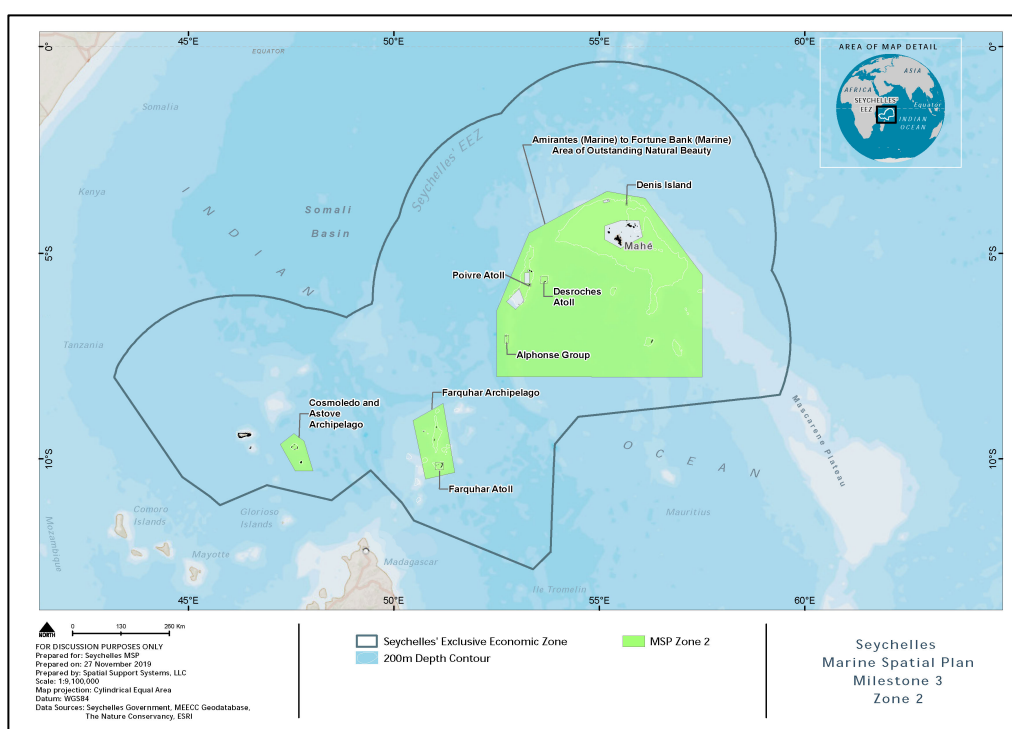 45°E
50°E
55°E
60°E
0°
EQUATOR
0°
AREA OF MAP DETAIL
ASIA
AFRICA
SEYCHELLES'
EEZ
Equator
INDIAN
OCEAN
Somalia
Seychelles' EEZ
Amirantes (Marine) to Fortune Bank (Marine)
Area of Outstanding Natural Beauty
Kenya
Denis Island
INDIAN
Somali
Basin
Mahé
5°S
5°S
Poivre Atoll
Desroches
Atoll
Tanzania
Alphonse Group
Farquhar Archipelago
Cosmoledo and
Astove
Archipelago
Mascarene Plateau
OCEAN
10°S
10°S
Farquhar Atoll
Comoro
Islands
Glorioso
Islands
Mauritius
Mozambique
Mayotte
Madagascar
Ile Tromelin
45°E
50°E
55°E
60°E
NORTH
0 130 260 Km
FOR DISCUSSION PURPOSES ONLY
Prepared for: Seychelles MSP
Prepared on: 27 November 2019
Prepared by: Spatial Support Systems, LLC
Scale: 1:9,100,000
Map projection: Cylindrical Equal Area
Datum: WGS84
Data Sources: Seychelles Government, MEECC Geodatabase,
The Nature Conservancy, ESRI
Seychelles' Exclusive Economic Zone
200m Depth Contour
MSP Zone 2
Seychelles
Marine Spatial Plan
Milestone 3
Zone 2